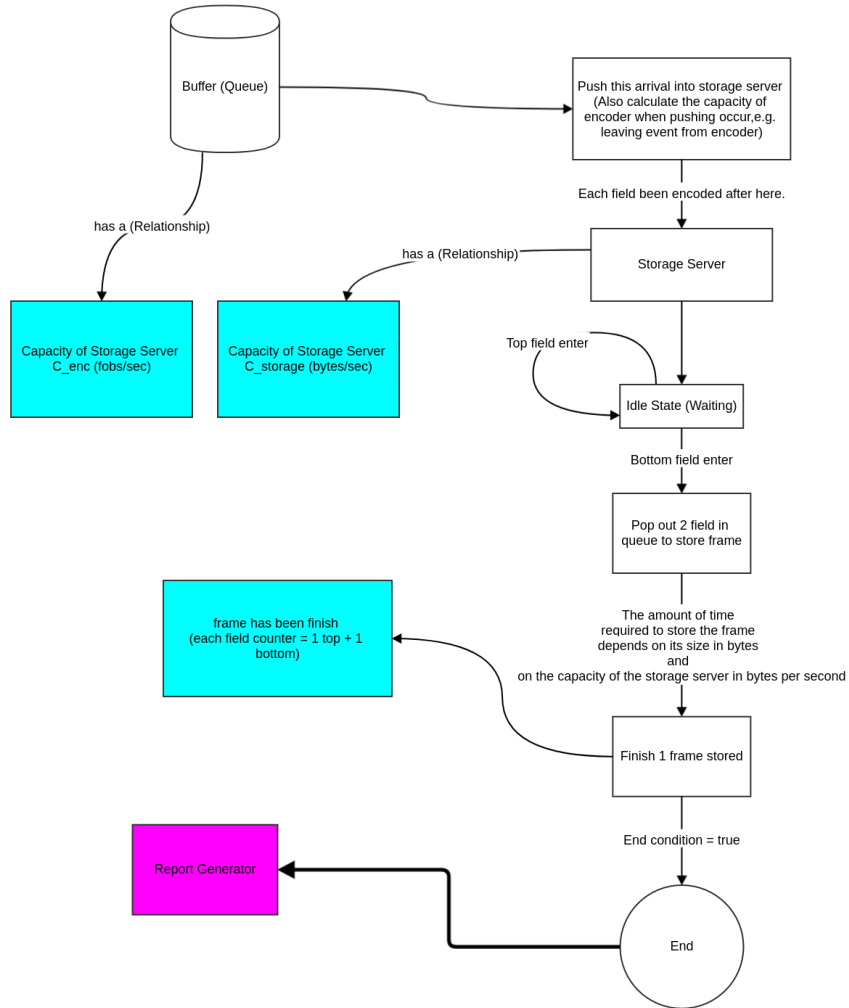 Buffer (Queue)
Push this arrival into storage server
(Also calculate the capacity of
encoder when pushing occur,e.g.
leaving event from encoder)
Each field been encoded after here.
has a (Relationship)
has a (Relationship)
Storage Server
Capacity of Storage Server
C_enc (fobs/sec)
Capacity of Storage Server
C_storage (bytes/sec)
Top field enter
Idle State (Waiting)
Bottom field enter
Pop out 2 field in
queue to store frame
frame has been finish
(each field counter = 1 top + 1
bottom)
The amount of time
required to store the frame
depends on its size in bytes
and
on the capacity of the storage server in bytes per second
Finish 1 frame stored
End condition = true
Report Generator
End